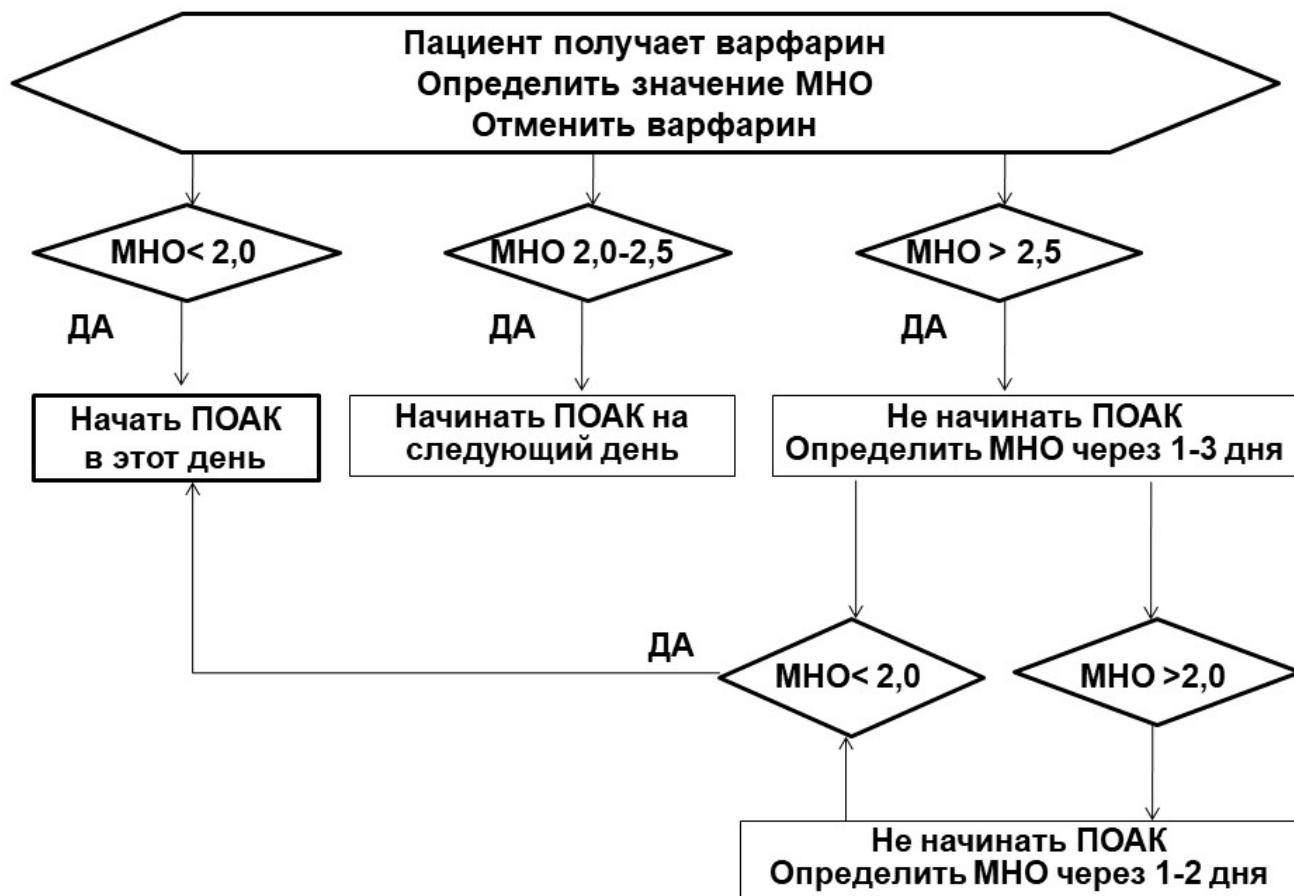 Пациент получает варфарин
Определить значение МНО
Отменить варфарин
МНО< 2,0
МНО 2,0-2,5
МНО > 2,5
ДА
ДА
ДА
Начать ПОАК
в этот день
Начинать ПОАК на
следующий день
Не начинать ПОАК
Определить МНО через 1-3 дня
ДА
МНО< 2,0
МНО >2,0
Не начинать ПОАК
Определить МНО через 1-2 дня